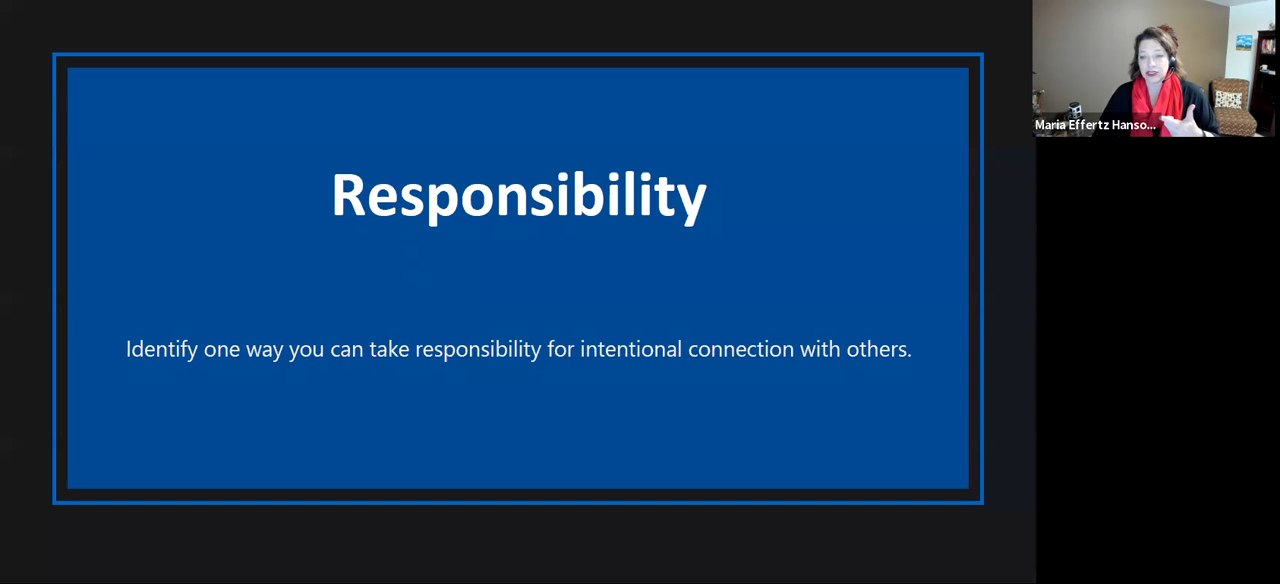 Responsibility
Identify one way you can take responsibility for intentional connection with others.
Maria Effertz Hanso...